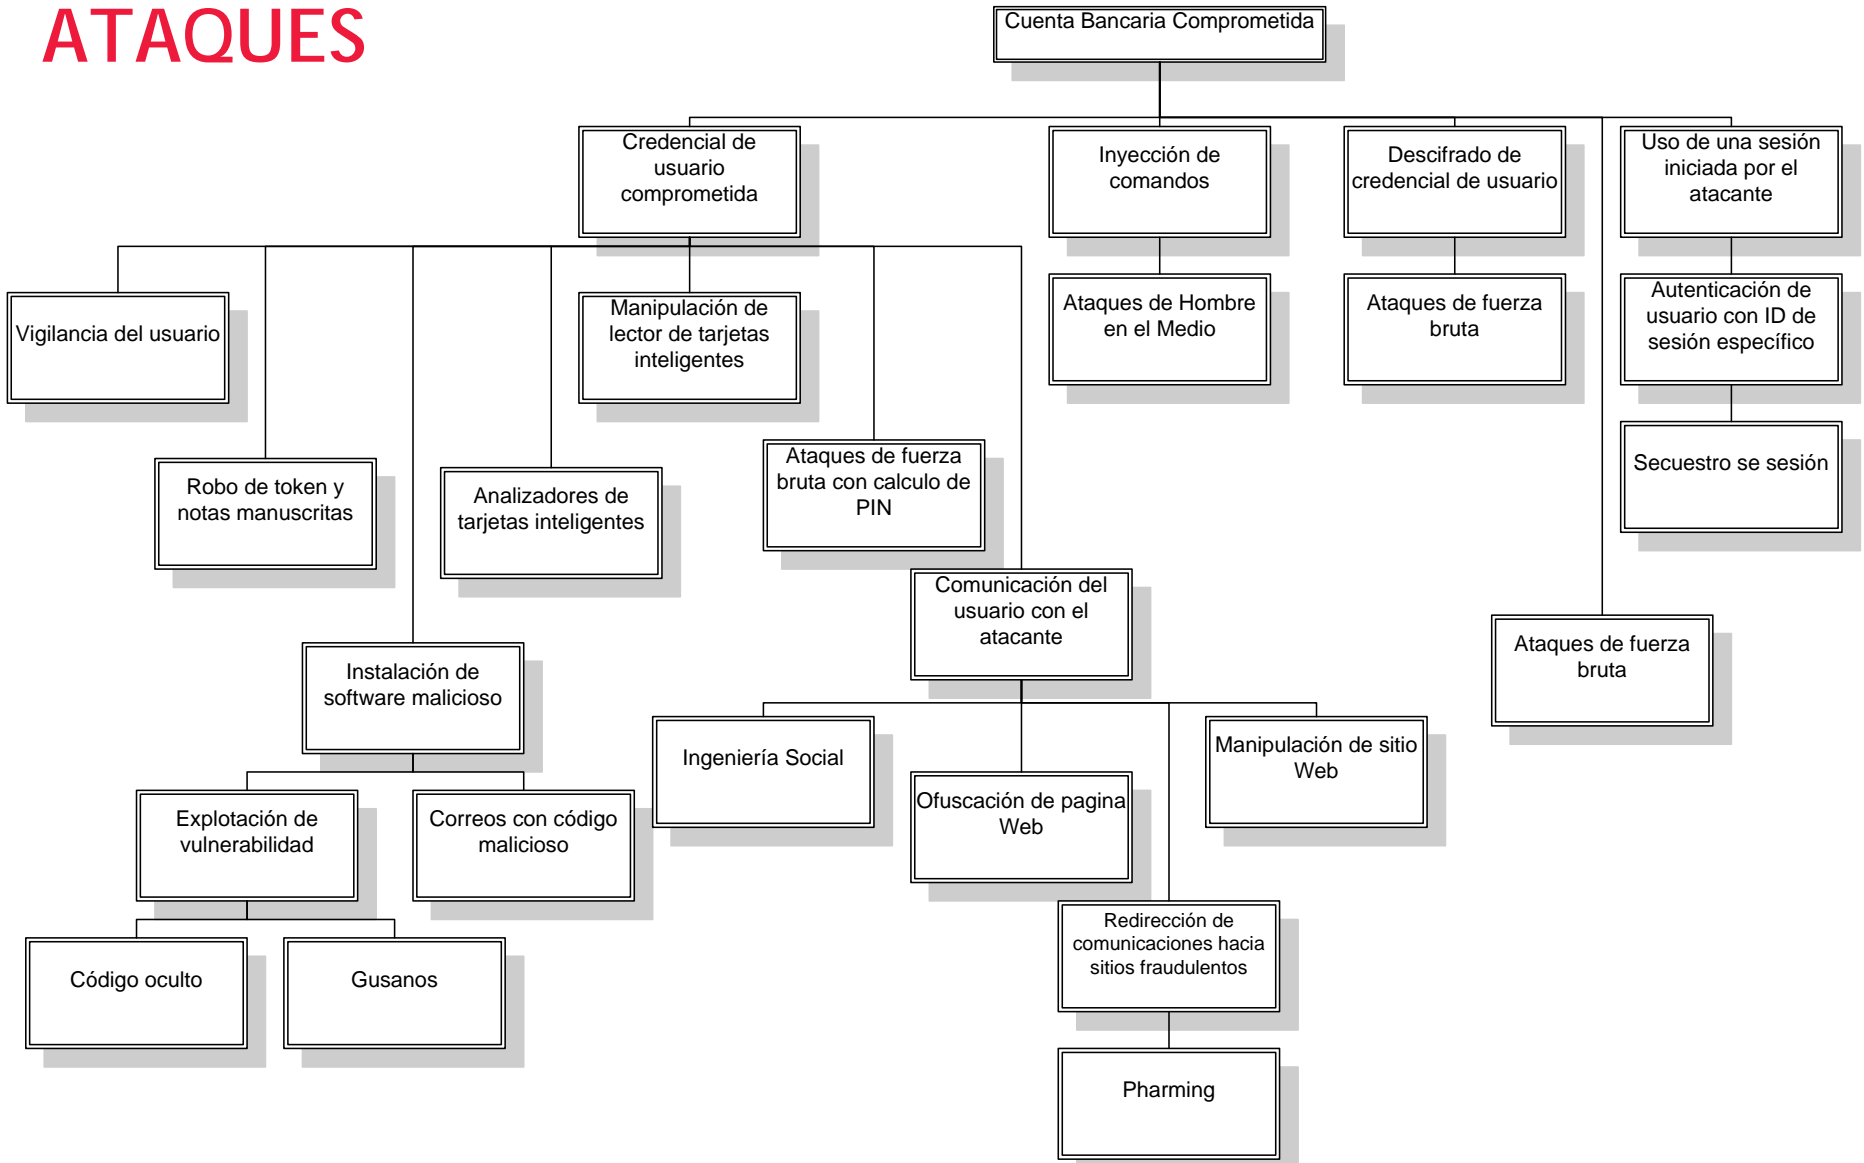 ATAQUES
Cuenta Bancaria Comprometida
Credencial de
usuario
comprometida
Inyección de
comandos
Descifrado de
credencial de usuario
Uso de una sesión
iniciada por el
atacante
Vigilancia del usuario
Manipulación de
lector de tarjetas
inteligentes
Ataques de Hombre
en el Medio
Ataques de fuerza
bruta
Autenticación de
usuario con ID de
sesión específico
Robo de token y
notas manuscritas
Analizadores de
tarjetas inteligentes
Ataques de fuerza
bruta con calculo de
PIN
Secuestro se sesión
Comunicación del
usuario con el
atacante
Ataques de fuerza
bruta
Instalación de
software malicioso
Ingeniería Social
Ofuscación de pagina
Web
Manipulación de sitio
Web
Explotación de
vulnerabilidad
Correos con código
malicioso
Redirección de
comunicaciones hacia
sitios fraudulentos
Código oculto
Gusanos
Pharming